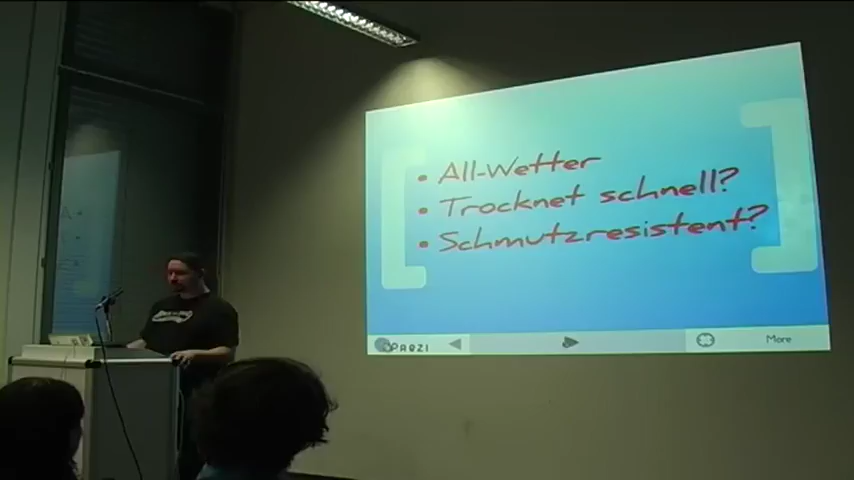 • All-Wetter
• Trocknet schnell?
• Schmutzresistent?
PREZI
More